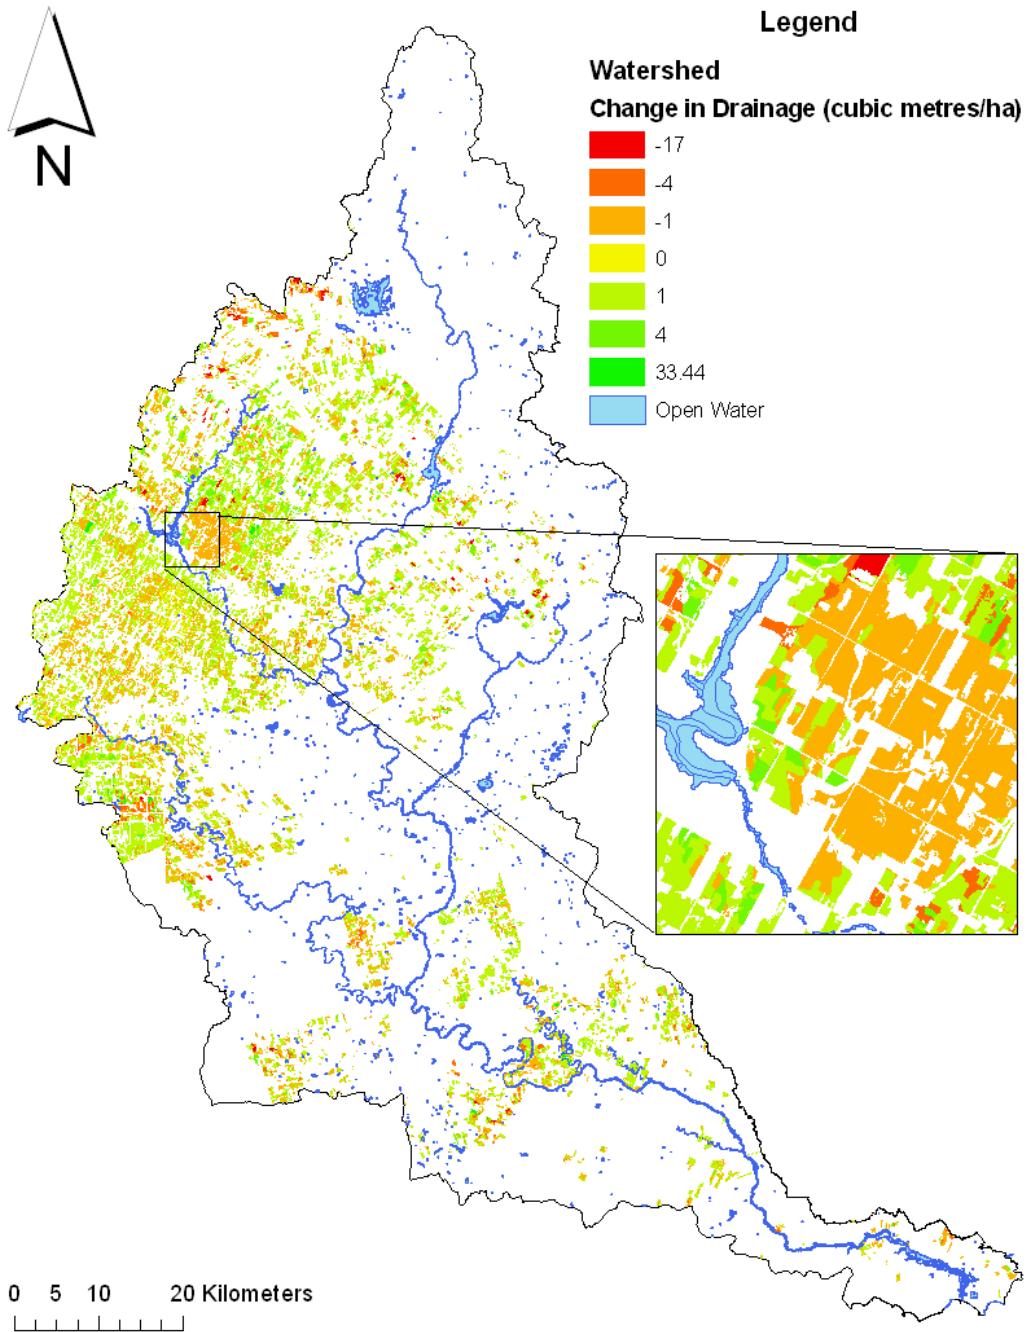 Legend
Watershed
Change in Drainage (cubic metres/ha)
-17
-4
-1
0
1
4
33.44
Open Water
N
0 5 10 20 Kilometers